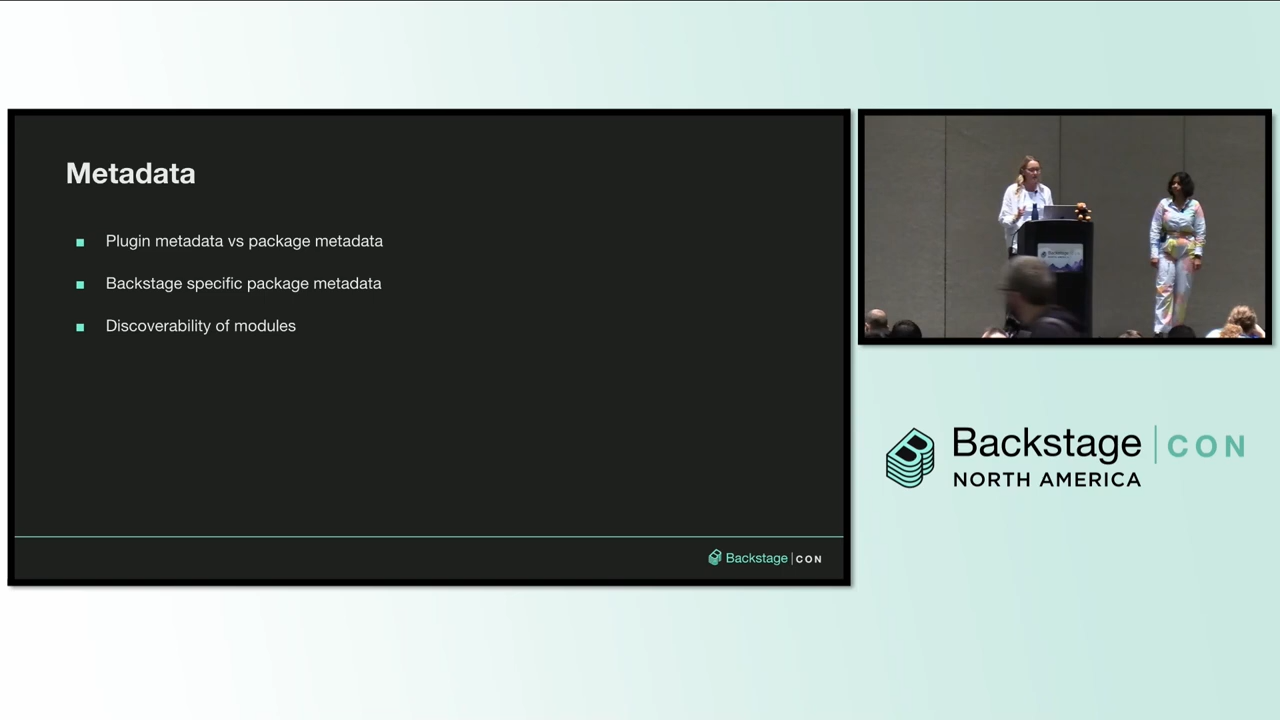 Metadata
Plugin metadata vs package metadata
Backstage specific package metadata
Discoverability of modules
Backstage | CON
Backstage | CON
NORTH AMERICA